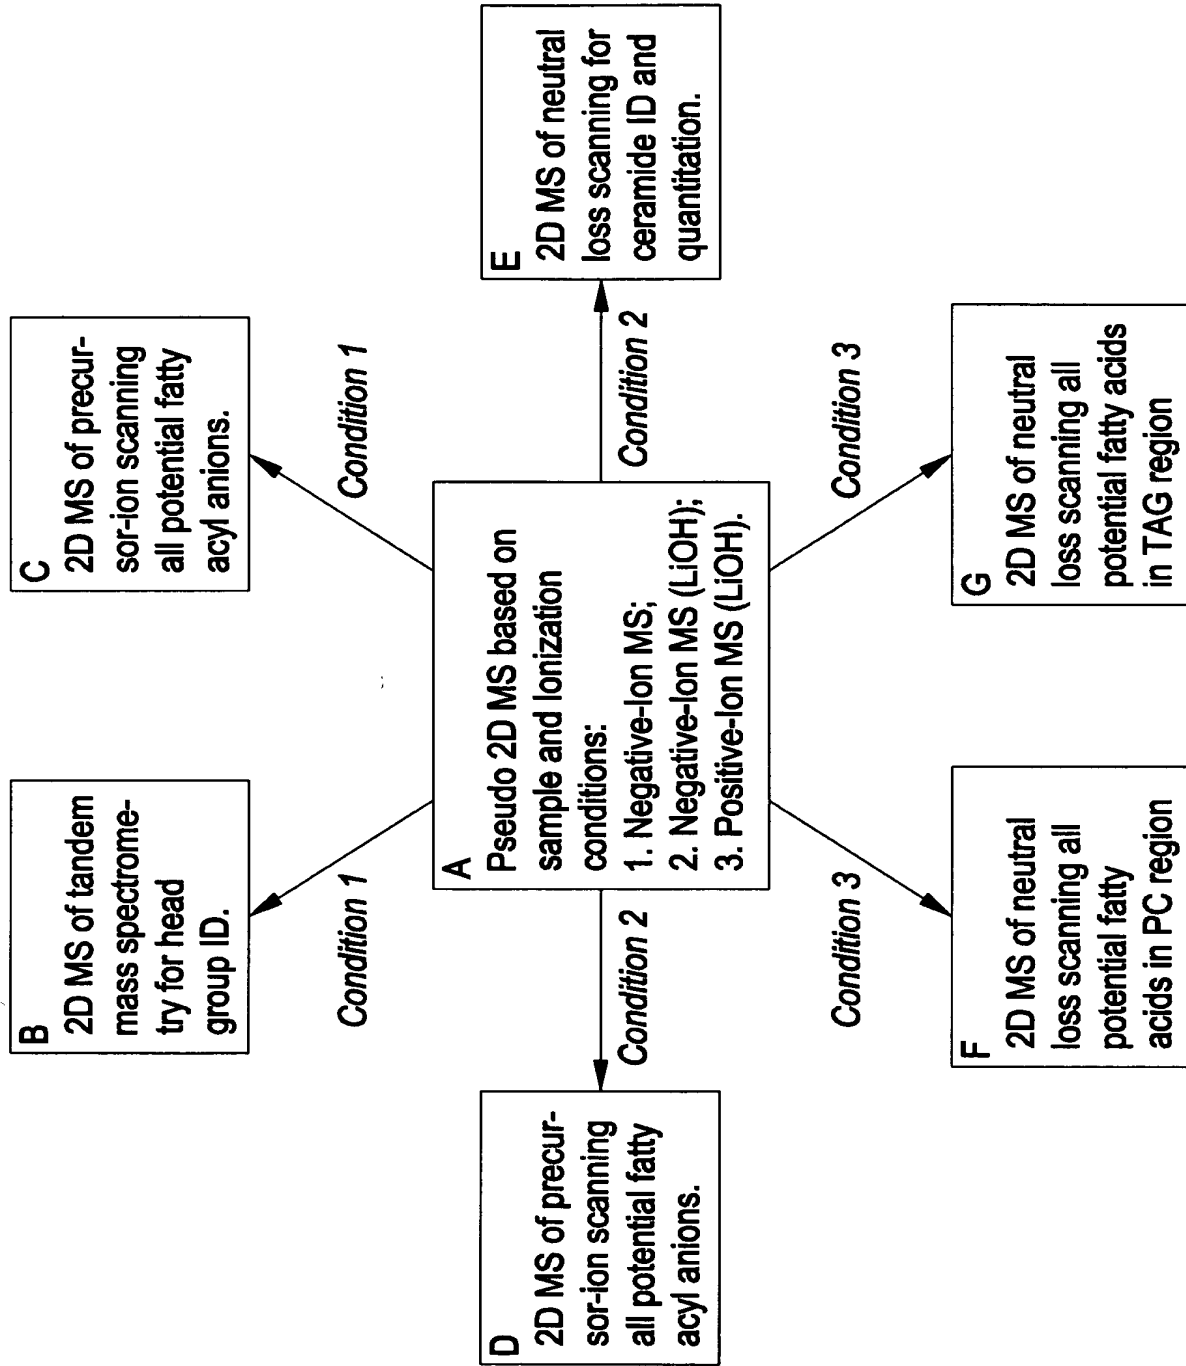 B
2D MS of tandem
mass spectrome-
try for head
group ID.
C
2D MS of precur-
sor-ion scanning
all potential fatty
acyl anions.
Condition 1
Condition 1
D
2D MS of precur-
sor-ion scanning
all potential fatty
acyl anions.
Condition 2
A
Pseudo 2D MS based on
sample and Ionization
conditions:
1. Negative-Ion MS;
2. Negative-Ion MS (LiOH);
3. Positive-Ion MS (LiOH).
Condition 2
E
2D MS of neutral
loss scanning for
ceramide ID and
quantitation.
Condition 3
Condition 3
F
2D MS of neutral
loss scanning all
potential fatty
acids in PC region
G
2D MS of neutral
loss scanning all
potential fatty acids
in TAG region